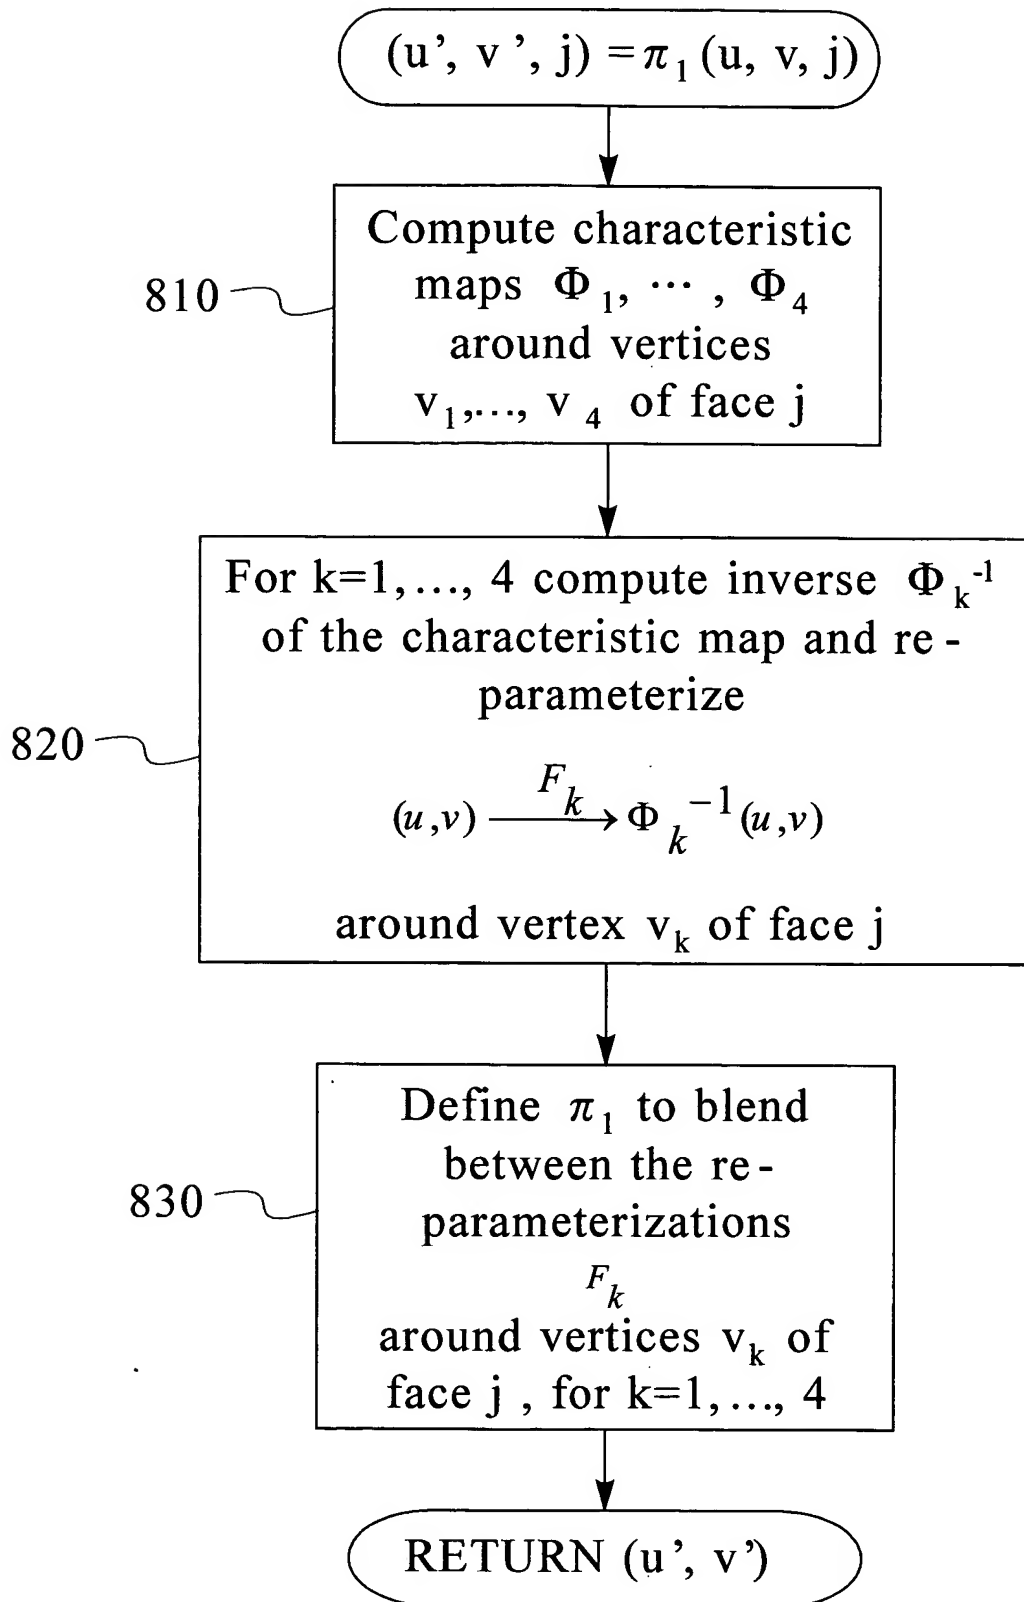 (u', v', j) = π₁ (u, v, j)
Compute characteristic
maps Φ₁, ⋯ , Φ₄
around vertices
v₁,..., v₄ of face j
810
For k=1,..., 4 compute inverse Φₖ⁻¹
of the characteristic map and re-
parameterize
820
(u,v) —Fₖ→ Φₖ⁻¹(u,v)
around vertex vₖ of face j
Define π₁ to blend
between the re-
parameterizations
830
Fₖ
around vertices vₖ of
face j , for k=1,..., 4
RETURN (u', v')